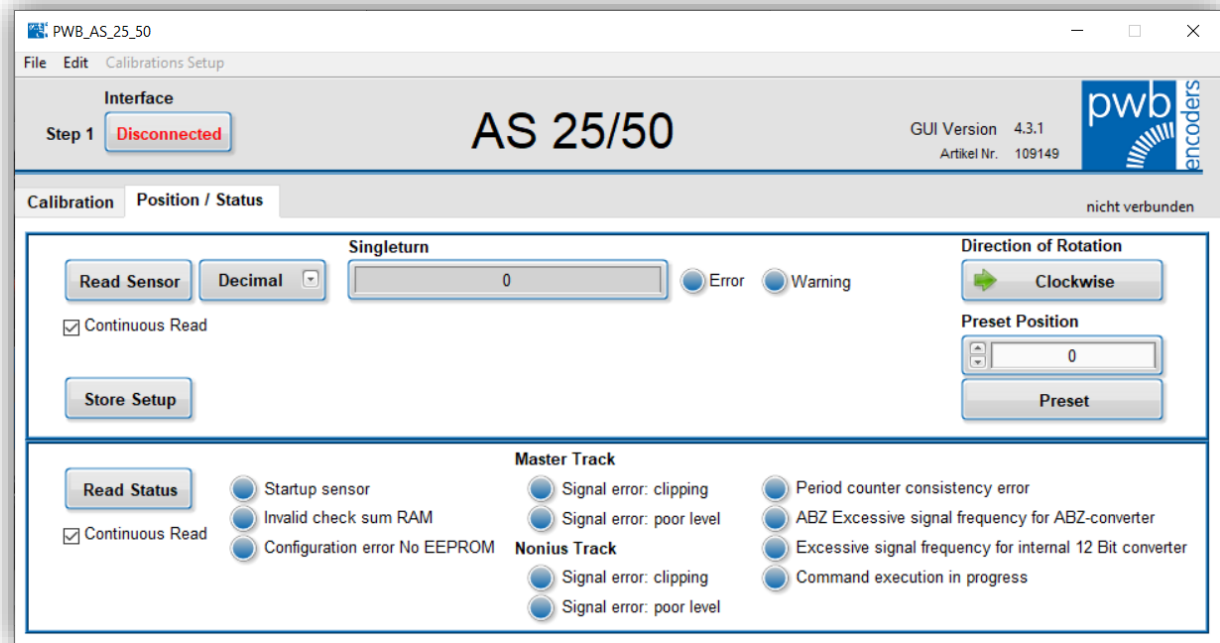 PWB_AS_25_50
File Edit Calibrations Setup
Interface
Step 1 Disconnected
AS 25/50
GUI Version 4.3.1
Artikel Nr. 109149
pwb encoders
Calibration Position / Status
nicht verbunden
Singleturn
Direction of Rotation
Read Sensor Decimal 0 Error Warning Clockwise
Continuous Read
Preset Position
0
Store Setup
Preset
Master Track
Read Status Startup sensor Signal error: clipping Period counter consistency error
Invalid check sum RAM Signal error: poor level ABZ Excessive signal frequency for ABZ-converter
Continuous Read
Configuration error No EEPROM Nonius Track Excessive signal frequency for internal 12 Bit converter
Signal error: clipping Command execution in progress
Signal error: poor level